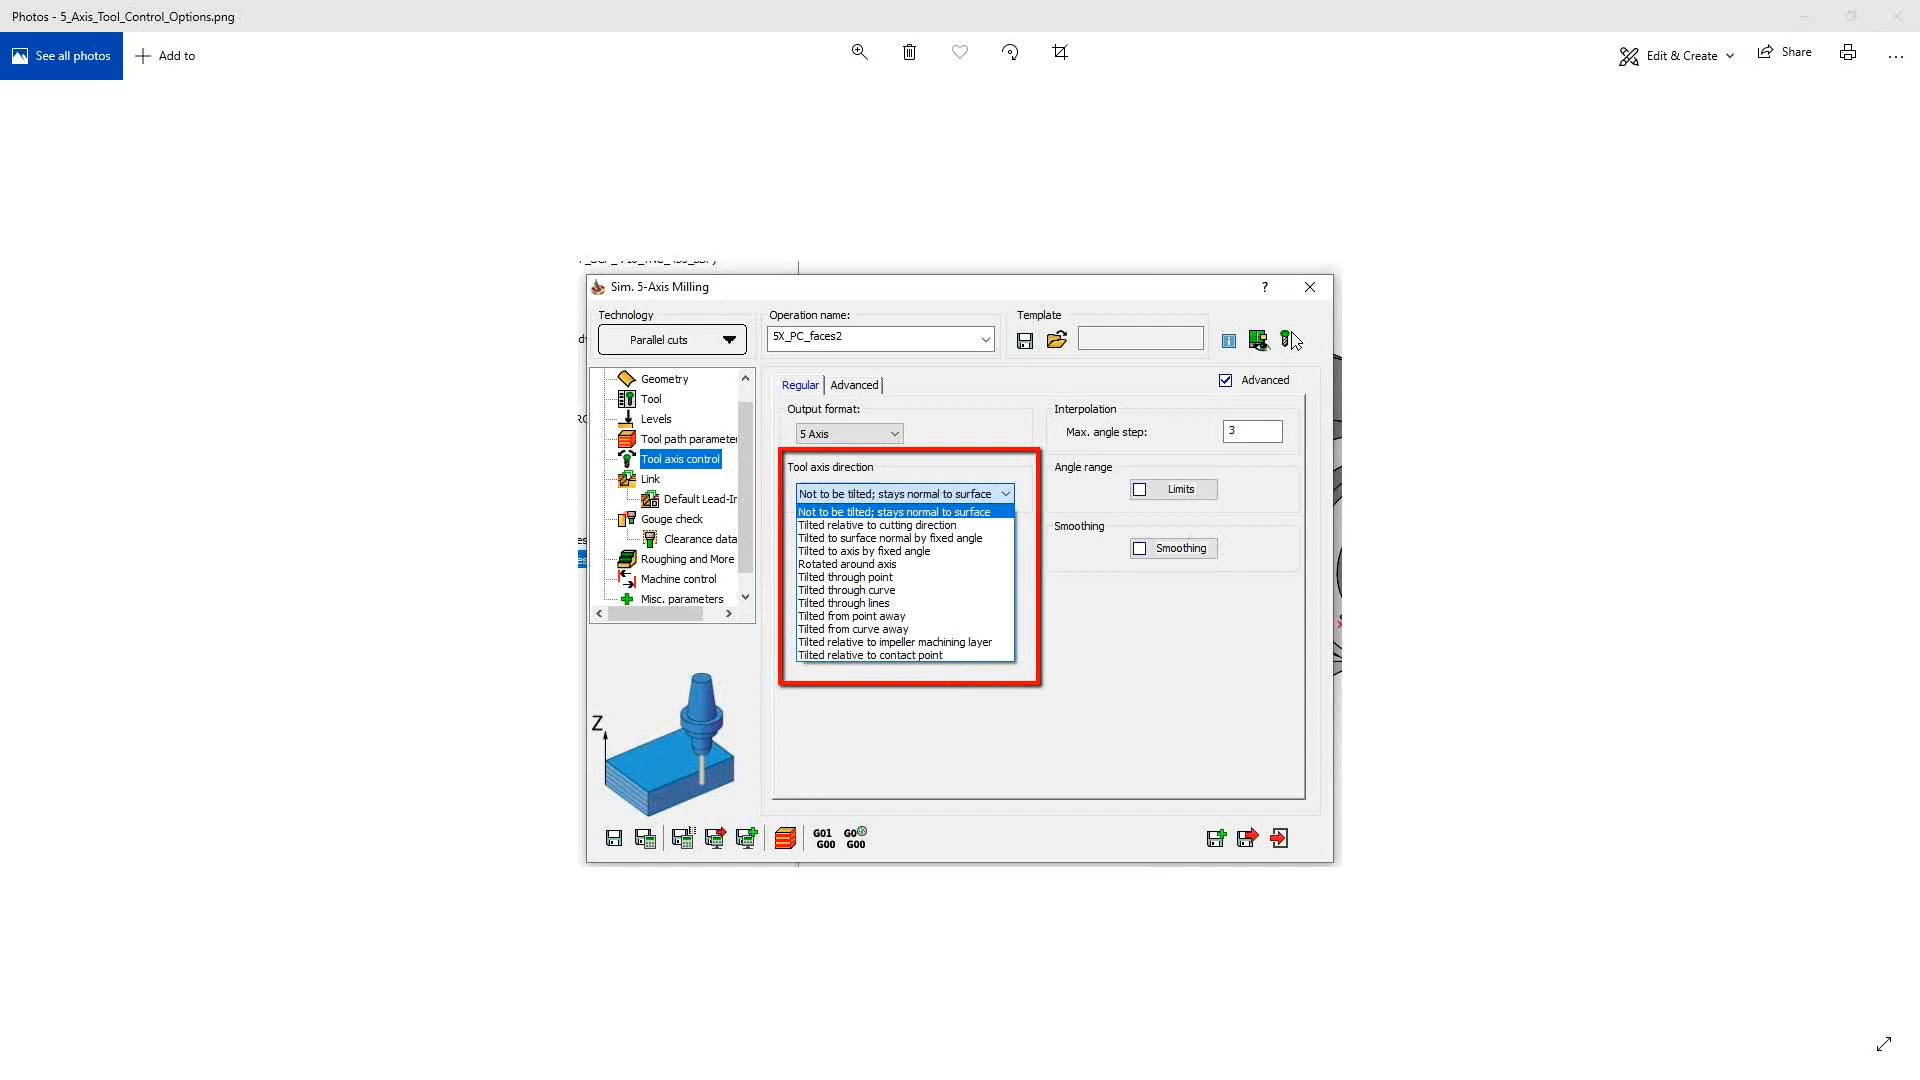 Photos - 5_Axis_Tool_Control_Options.png
See all photos
Add to
Edit & Create
Share
Sim. 5-Axis Milling
?
Technology
Operation name:
Template
Parallel cuts
5X_PC_faces2
Geometry
Tool
Levels
Tool path paramete
Tool axis control
Link
Default Lead-Ir
Gouge check
Clearance data
Roughing and More
Machine control
Misc. parameters
Regular
Advanced
Advanced
Output format:
5 Axis
Interpolation
Max. angle step:
3
Tool axis direction
Not to be tilted; stays normal to surface
Not to be tilted; stays normal to surface
Tilted relative to cutting direction
Tilted to surface normal by fixed angle
Tilted to axis by fixed angle
Rotated around axis
Tilted through point
Tilted through curve
Tilted through lines
Tilted from point away
Tilted from curve away
Tilted relative to impeller machining layer
Tilted relative to contact point
Angle range
Limits
Smoothing
Smoothing
Z
G01
G00
G0
G00